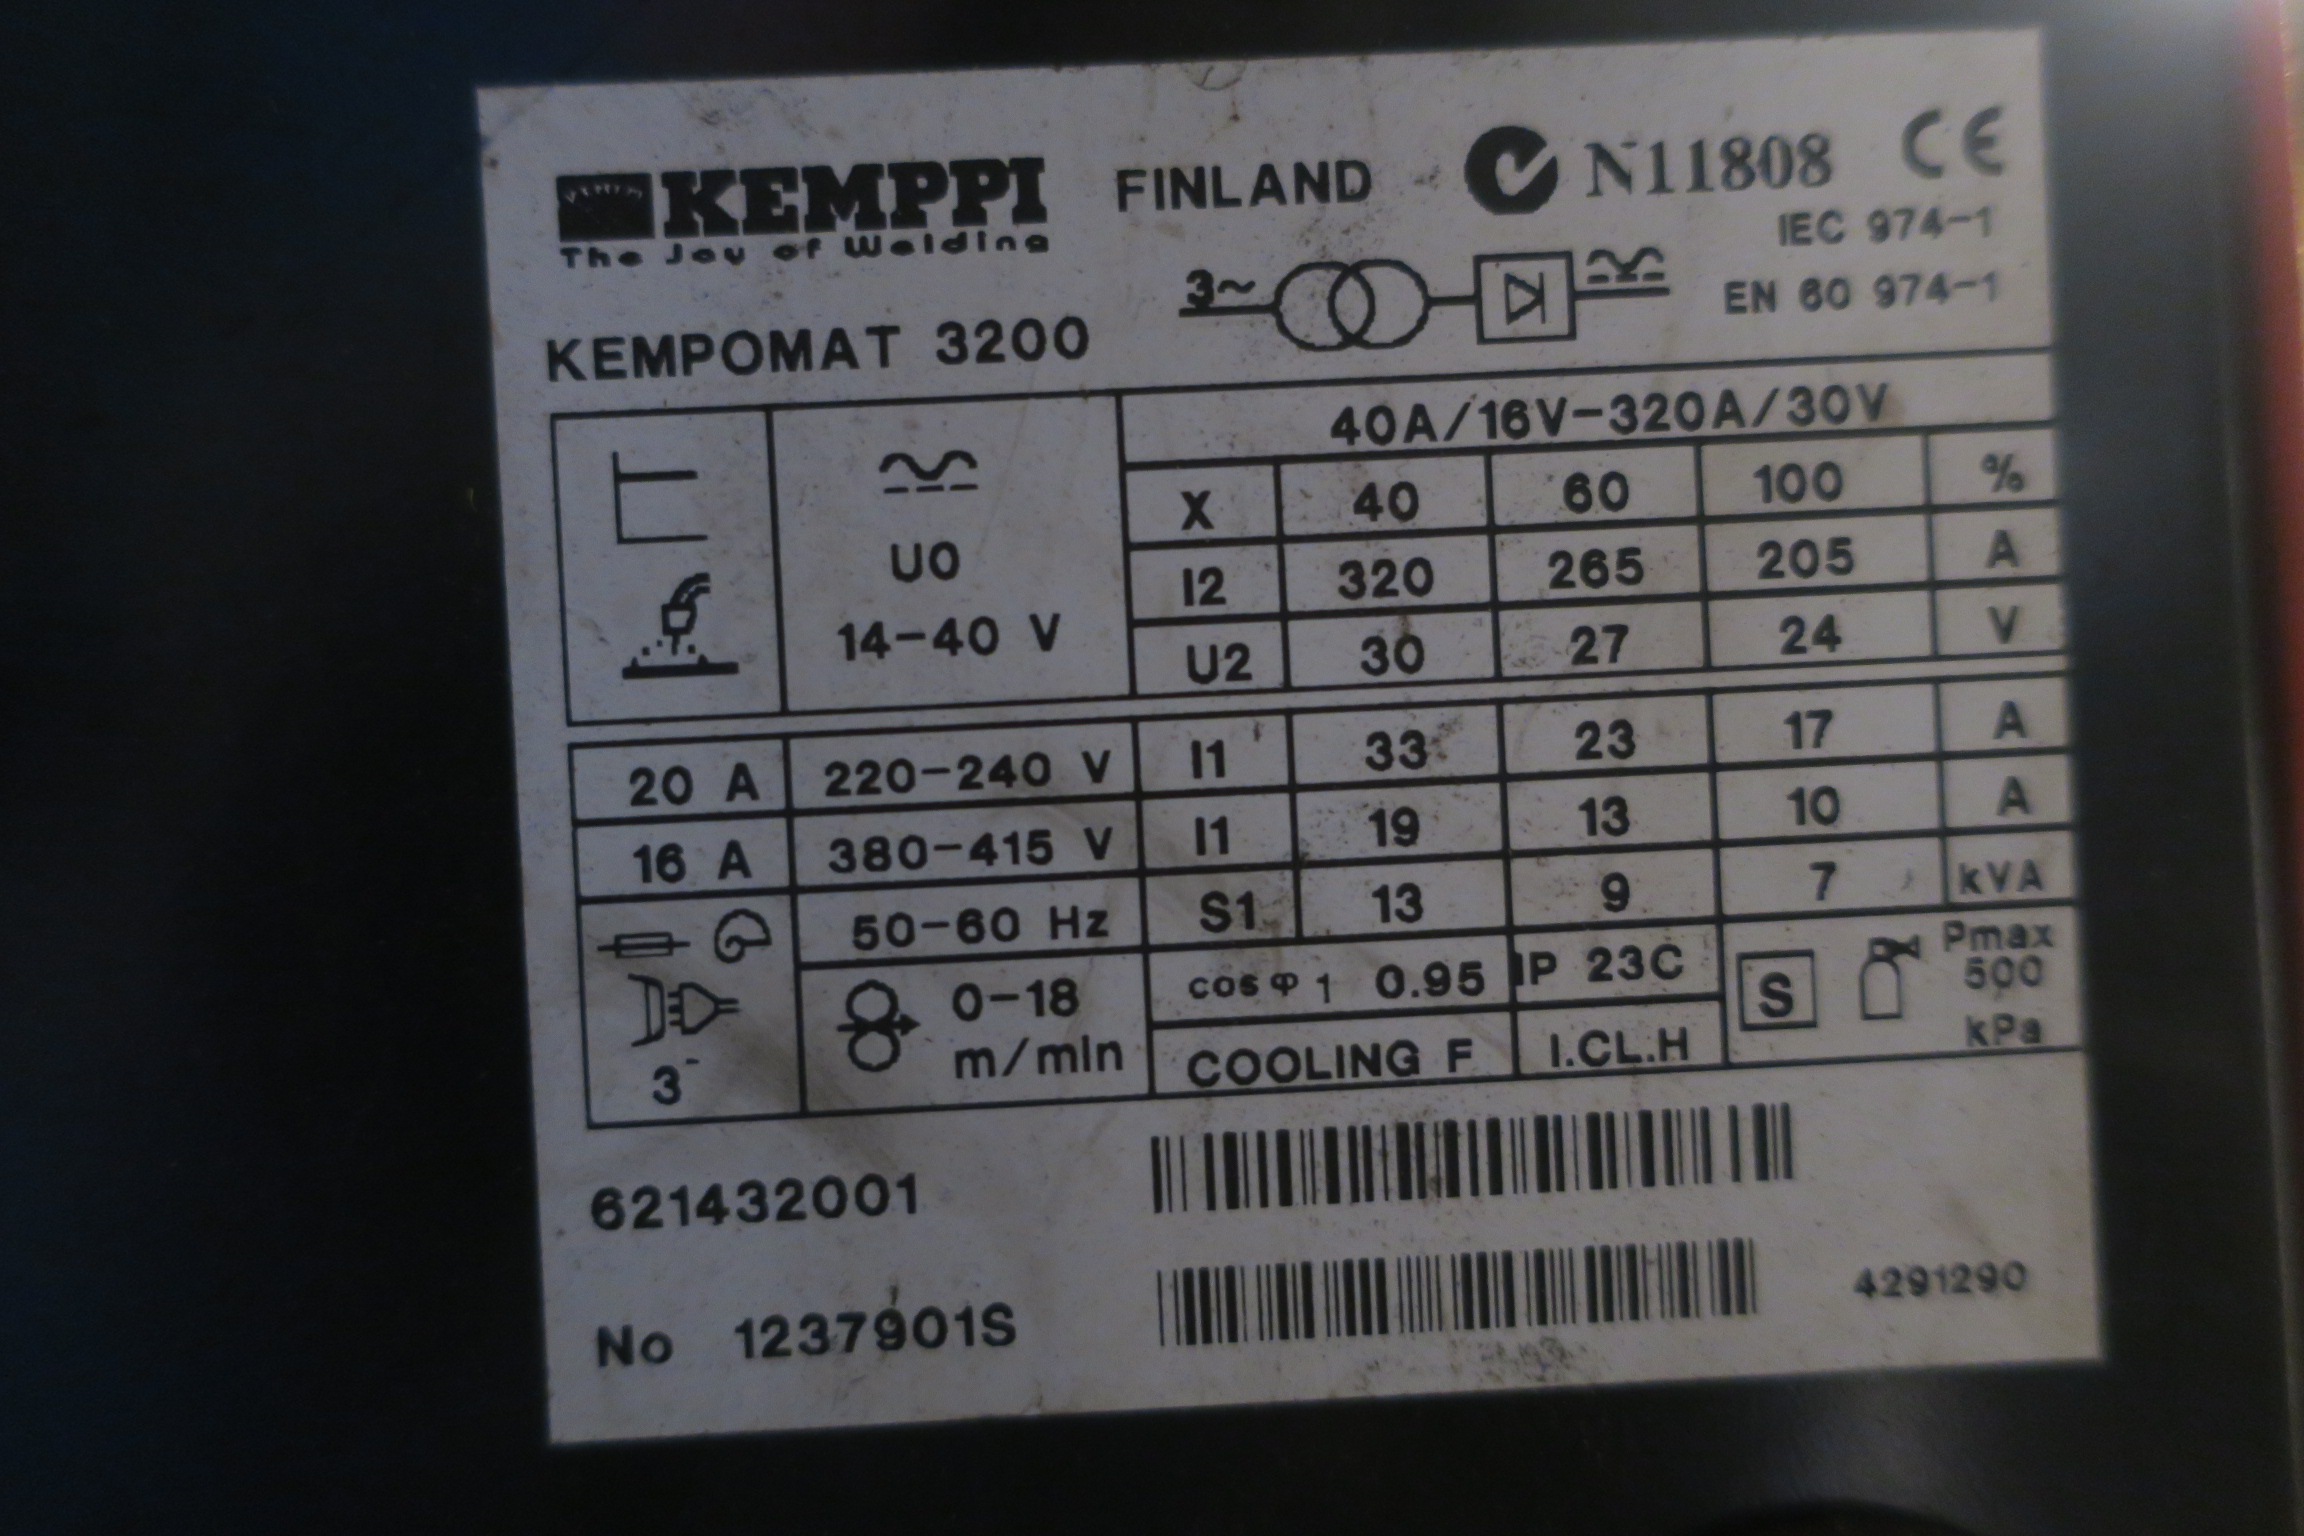 KEMPPI FINLAND N11808 CE
The Joy of Welding
IEC 974-1
3~
EN 60 974-1
KEMPOMAT 3200
40A/16V-320A/30V
X 40 60 100 %
U0
I2 320 265 205 A
14-40 V
U2 30 27 24 V
20 A 220-240 V I1 33 23 17 A
16 A 380-415 V I1 19 13 10 A
50-60 Hz S1 13 9 7 kVA
0-18 m/min
cos φ 1 0.95 IP 23C S Pmax
500
kPa
3~
COOLING F I.CL.H
621432001
No 1237901S 4291290